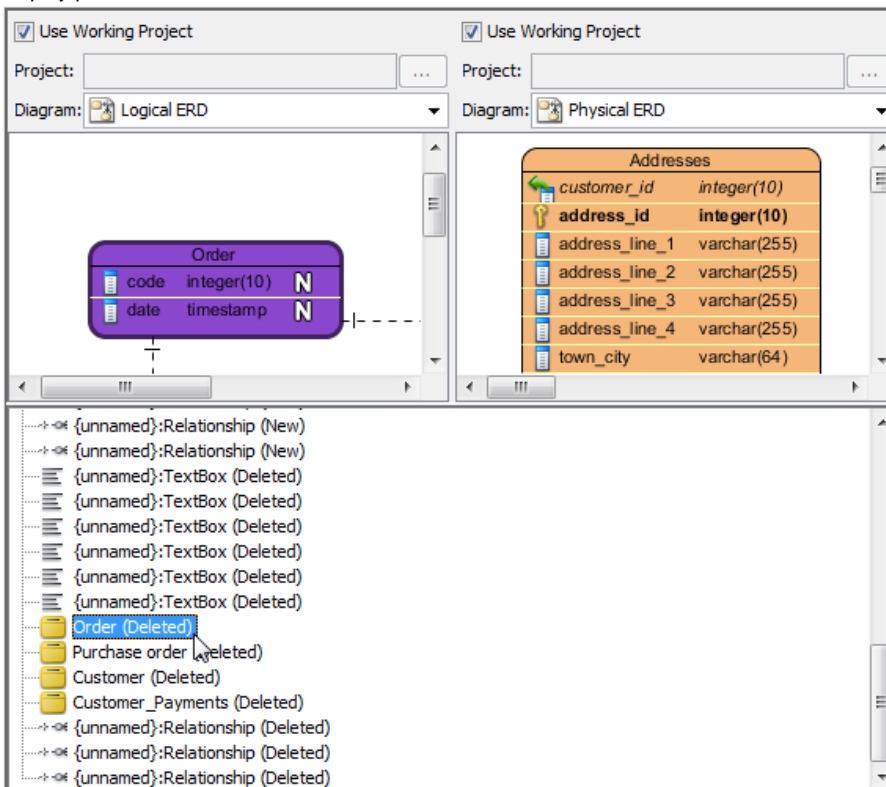 Use Working Project
Project:
...
Diagram: Logical ERD
Order
code integer(10) N
date timestamp N
Use Working Project
Project:
...
Diagram: Physical ERD
Addresses
customer_id integer(10)
address_id integer(10)
address_line_1 varchar(255)
address_line_2 varchar(255)
address_line_3 varchar(255)
address_line_4 varchar(255)
town_city varchar(64)
{unnamed}:Relationship (New)
{unnamed}:Relationship (New)
{unnamed}:TextBox (Deleted)
{unnamed}:TextBox (Deleted)
{unnamed}:TextBox (Deleted)
{unnamed}:TextBox (Deleted)
{unnamed}:TextBox (Deleted)
{unnamed}:TextBox (Deleted)
Order (Deleted)
Purchase order (Deleted)
Customer (Deleted)
Customer_Payments (Deleted)
{unnamed}:Relationship (Deleted)
{unnamed}:Relationship (Deleted)
{unnamed}:Relationship (Deleted)